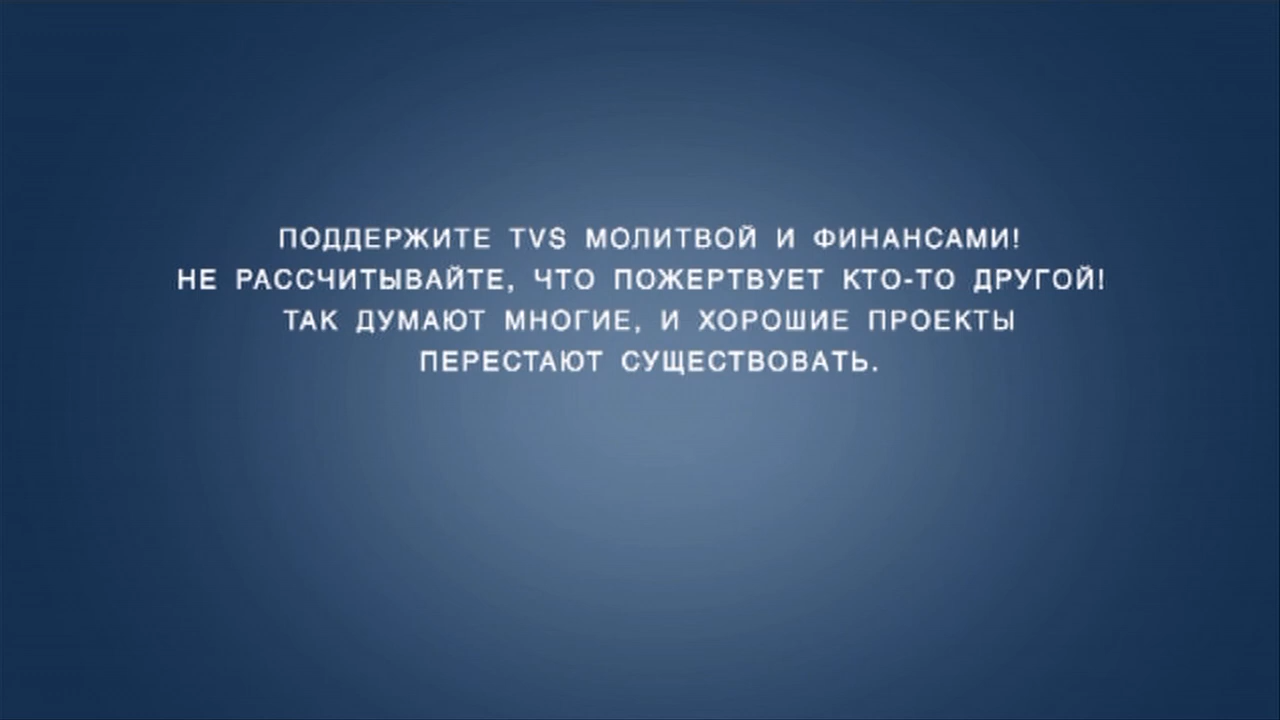 ПОДДЕРЖИТЕ TVS МОЛИТВОЙ И ФИНАНСАМИ!
НЕ РАССЧИТЫВАЙТЕ, ЧТО ПОЖЕРТВУЕТ КТО-ТО ДРУГОЙ!
ТАК ДУМАЮТ МНОГИЕ, И ХОРОШИЕ ПРОЕКТЫ
ПЕРЕСТАЮТ СУЩЕСТВОВАТЬ.